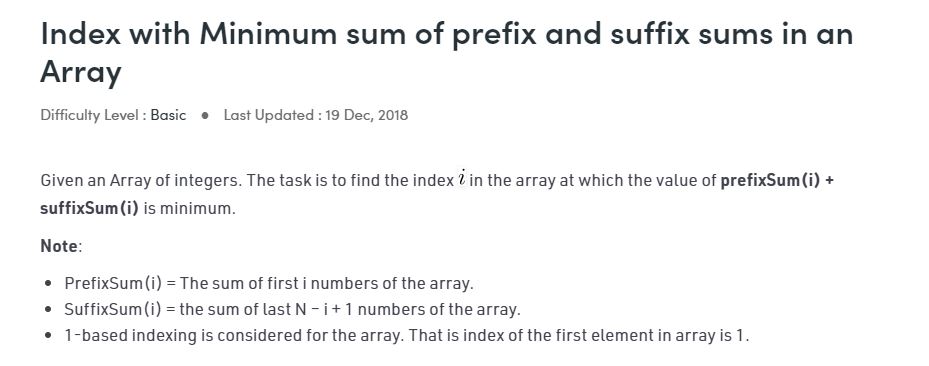 Index with Minimum sum of prefix and suffix sums in an
Array
Difficulty Level : Basic ● Last Updated : 19 Dec, 2018
Given an Array of integers. The task is to find the index i in the array at which the value of prefixSum(i) +
suffixSum(i) is minimum.
Note:
• PrefixSum(i) = The sum of first i numbers of the array.
• SuffixSum(i) = the sum of last N – i + 1 numbers of the array.
• 1-based indexing is considered for the array. That is index of the first element in array is 1.